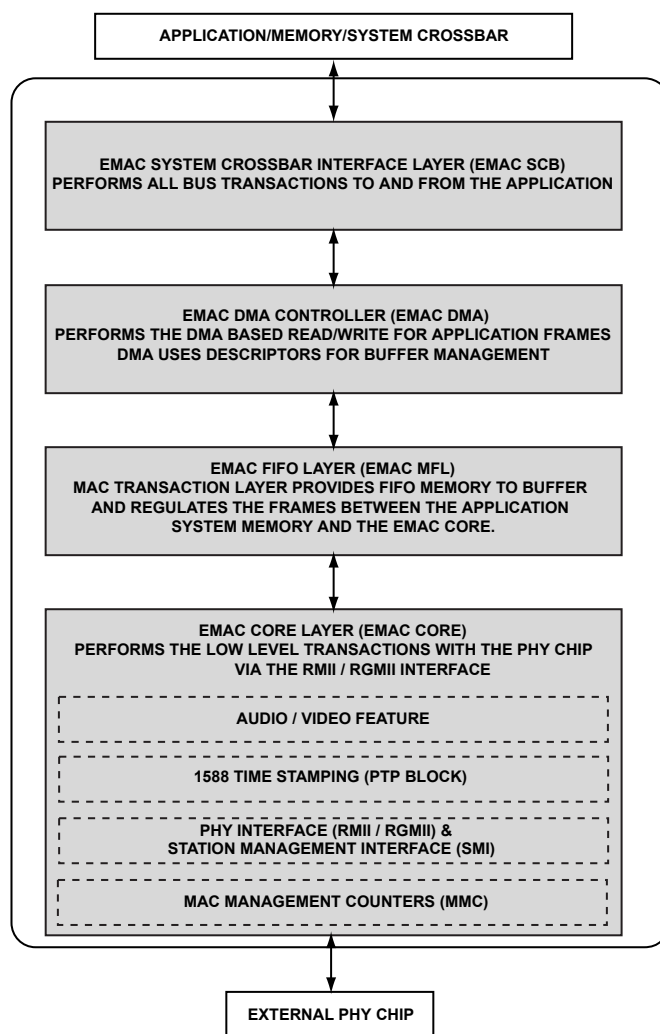 APPLICATION/MEMORY/SYSTEM CROSSBAR
EMAC SYSTEM CROSSBAR INTERFACE LAYER (EMAC SCB)
PERFORMS ALL BUS TRANSACTIONS TO AND FROM THE APPLICATION
EMAC DMA CONTROLLER (EMAC DMA)
PERFORMS THE DMA BASED READ/WRITE FOR APPLICATION FRAMES
DMA USES DESCRIPTORS FOR BUFFER MANAGEMENT
EMAC FIFO LAYER (EMAC MFL)
MAC TRANSACTION LAYER PROVIDES FIFO MEMORY TO BUFFER
AND REGULATES THE FRAMES BETWEEN THE APPLICATION
SYSTEM MEMORY AND THE EMAC CORE.
EMAC CORE LAYER (EMAC CORE)
PERFORMS THE LOW LEVEL TRANSACTIONS WITH THE PHY CHIP
VIA THE RMII / RGMII INTERFACE
AUDIO / VIDEO FEATURE
1588 TIME STAMPING (PTP BLOCK)
PHY INTERFACE (RMII / RGMII) &
STATION MANAGEMENT INTERFACE (SMI)
MAC MANAGEMENT COUNTERS (MMC)
EXTERNAL PHY CHIP